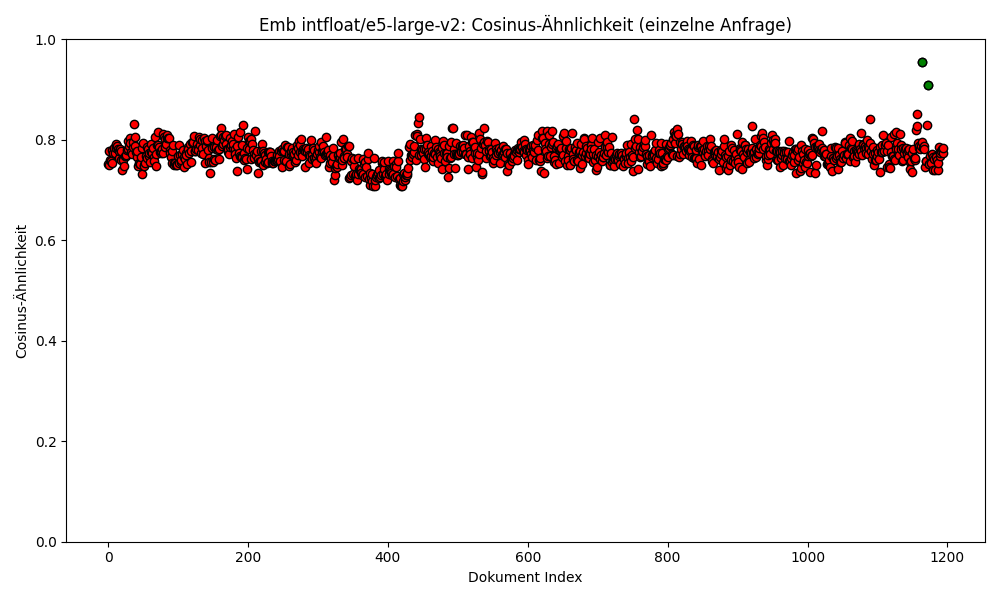 Emb intfloat/e5-large-v2: Cosinus-Ähnlichkeit (einzelne Anfrage)
1.0
0.8
0.6
0.4
0.2
0.0
Cosinus-Ähnlichkeit
0 200 400 600 800 1000 1200
Dokument Index